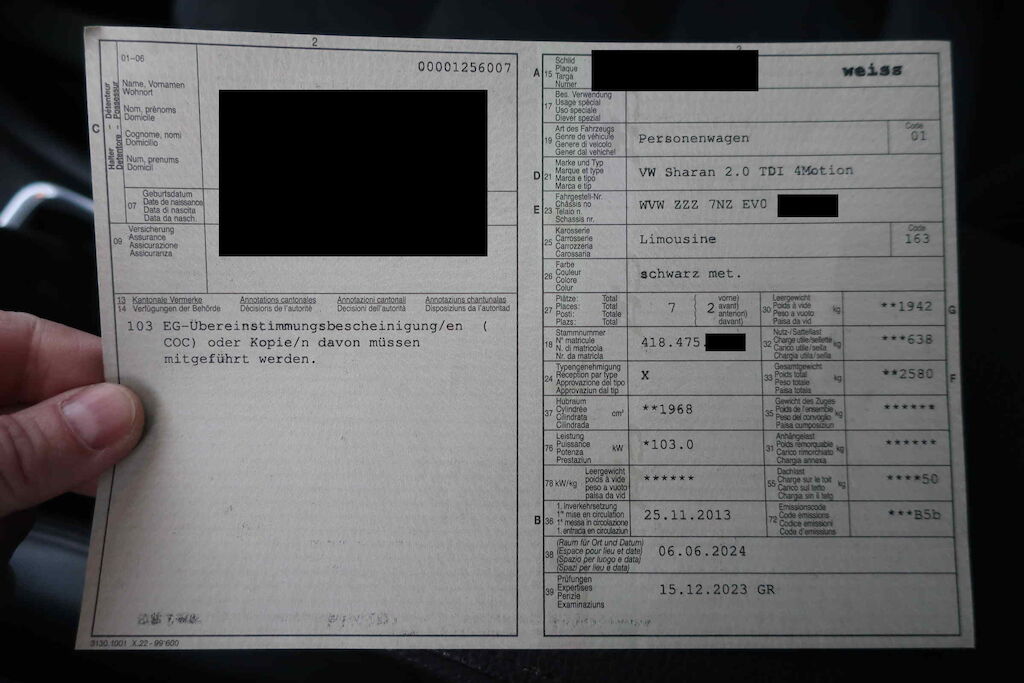 2
01-06
00001256007
Halter - Détenteur
Detentore - Possessur
C
Name, Vornamen
Wohnort
Nom, prénoms
Domicile
Cognome, nomi
Domicilio
Num, prenums
Domicil
07
Geburtsdatum
Date de naissance
Data di nascita
Data da nasch.
09
Versicherung
Assurance
Assicurazione
Assicuranza
13 Kantonale Vermerke Annotations cantonales Annotazioni cantonali Annotaziuns chantunalas
14 Verfügungen der Behörde Décisions de l'autorité Decisioni dell'autorità Disposiziuns da l'autoritad
103 EG-Übereinstimmungsbescheinigung/en (
COC) oder Kopie/n davon müssen
mitgeführt werden.
3130.1001 X.22 - 99'600
A 15
Schild
Plaque
Targa
Numer
weiss
17
Bes. Verwendung
Usage spécial
Uso speciale
Diever spezial
19
Art des Fahrzeugs
Genre de véhicule
Genere di veicolo
Gener dal vehichel
Personenwagen
Code
01
D 21
Marke und Typ
Marque et type
Marca e tipo
Marca e tip
VW Sharan 2.0 TDI 4Motion
E 23
Fahrgestell-Nr.
Châssis no
Telaio n.
Schassis nr.
WVW ZZZ 7NZ EV0
25
Karosserie
Carrosserie
Carrozzeria
Carossaria
Limousine
Code
163
26
Farbe
Couleur
Colore
Colur
schwarz met.
27
Plätze: Total
Places: Total
Posti: Totale
Plazs: Total
7 { 2
vorne)
avant)
anteriori)
davant)
30
Leergewicht
Poids à vide
Peso a vuoto
Paisa da vid
kg
**1942
G
18
Stammnummer
N° matricule
N. di matricola
Nr. da matricla
418.475.
32
Nutz-/Sattellast
Charge utile/sellette
Carico utile/sella
Chargia utila/sella
kg
***638
24
Typengenehmigung
Réception par type
Approvazione del tipo
Approvaziun dal tip
X
33
Gesamtgewicht
Poids total
Peso totale
Paisa totala
kg
**2580
F
37
Hubraum
Cylindrée
Cilindrata
Cilindrada
cm³
**1968
35
Gewicht des Zuges
Poids de l'ensemble
Peso del convoglio
Paisa cumposiziun
kg
******
76
Leistung
Puissance
Potenza
Prestaziun
kW
*103.0
31
Anhängelast
Poids remorquable
Carico rimorchiato
Chargia annexa
kg
******
78 kW/kg
Leergewicht
poids à vide
peso a vuoto
paisa da vid
******
55
Dachlast
Charge sur le toit
Carico sul tetto
Chargia sin il tetg
kg
****50
B 36
1. Inverkehrsetzung
1re mise en circulation
1a messa in circolazione
1. entrada en circulaziun
25.11.2013
72
Emissionscode
Code émissions
Codice emissioni
Code d'emissiuns
***B5b
38
(Raum für Ort und Datum)
(Espace pour lieu et date)
(Spazio per luogo e data)
(Spazi per lieu e data)
06.06.2024
39
Prüfungen
Expertises
Perizie
Examinaziuns
15.12.2023 GR